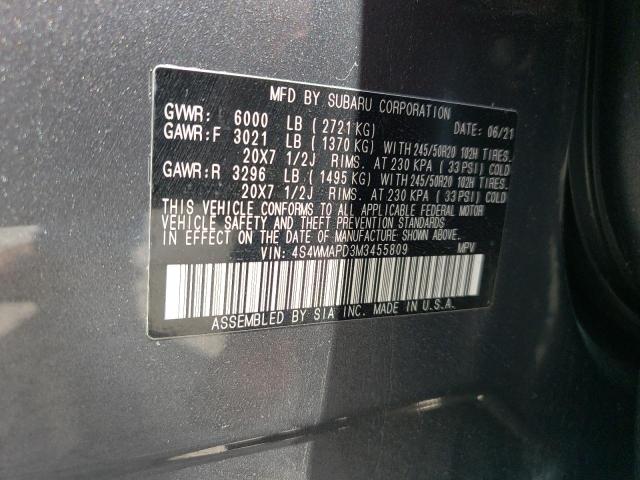 MFD BY SUBARU CORPORATION
GVWR: 6000 LB ( 2721 KG) DATE: 06/21
GAWR: F 3021 LB ( 1370 KG) WITH 245/50R20 102H TIRES.
20X7 1/2J RIMS. AT 230 KPA ( 33 PSI) COLD
GAWR: R 3296 LB ( 1495 KG) WITH 245/50R20 102H TIRES.
20X7 1/2J RIMS. AT 230 KPA ( 33 PSI) COLD
THIS VEHICLE CONFORMS TO ALL APPLICABLE FEDERAL MOTOR
VEHICLE SAFETY AND THEFT PREVENTION STANDARDS
IN EFFECT ON THE DATE OF MANUFACTURE SHOWN ABOVE.
VIN: 4S4WMAPD3M3455809 MPV
ASSEMBLED BY SIA INC. MADE IN U.S.A.